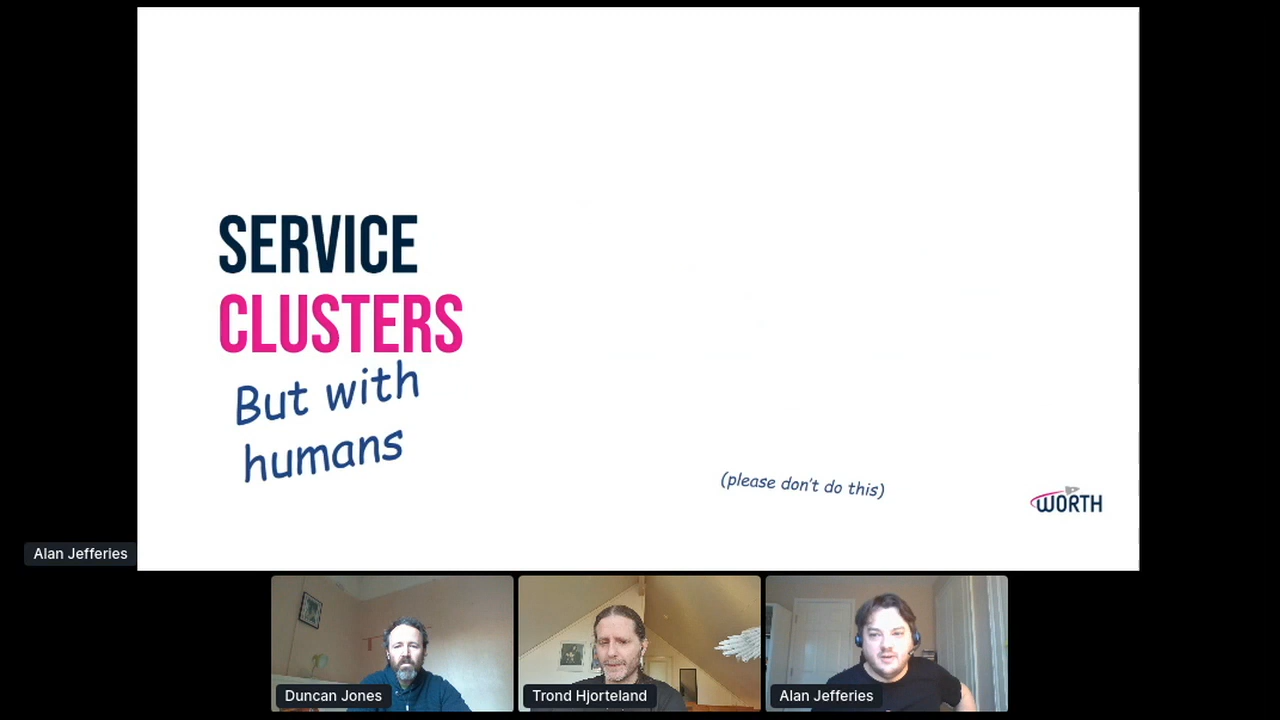 SERVICE
CLUSTERS
But with
humans
(please don't do this)
WORTH
Alan Jefferies
Duncan Jones
Trond Hjorteland
Alan Jefferies